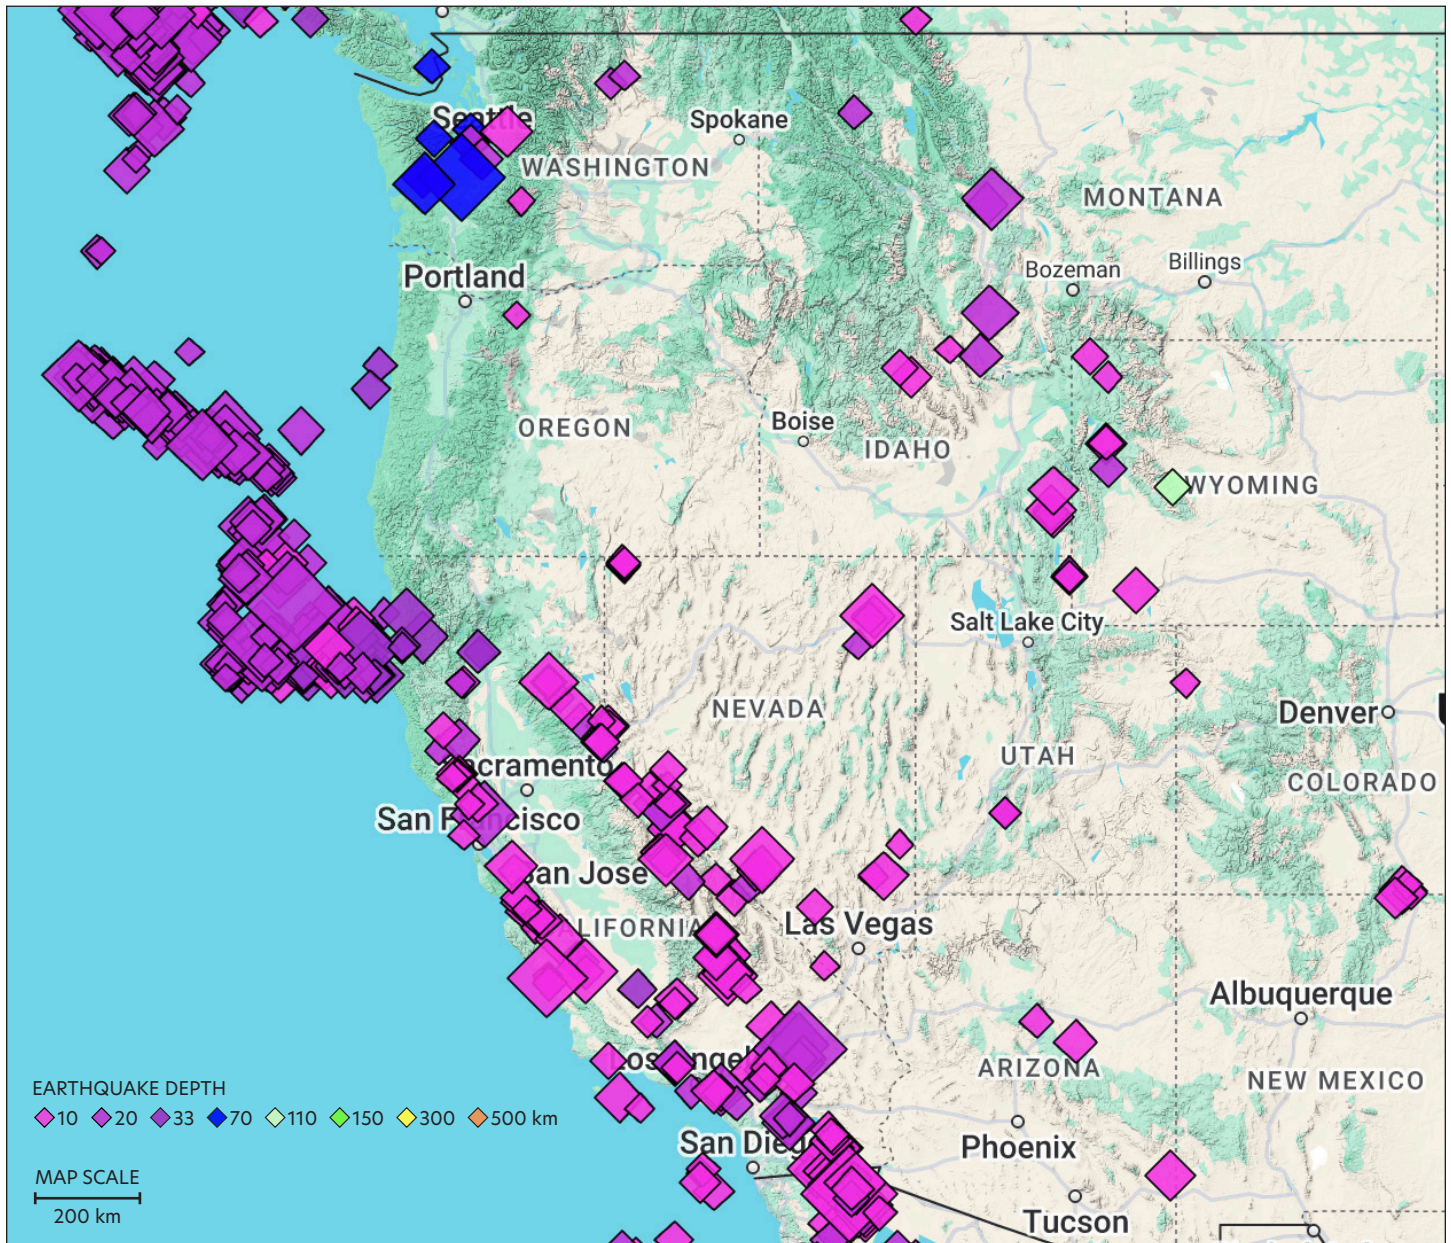 Seattle
Spokane
WASHINGTON
MONTANA
Portland
Bozeman
Billings
OREGON
Boise
IDAHO
WYOMING
Salt Lake City
NEVADA
Denver
UTAH
Sacramento
COLORADO
San Francisco
San Jose
CALIFORNIA
Las Vegas
Albuquerque
Los Angel
ARIZONA
NEW MEXICO
EARTHQUAKE DEPTH
10 20 33 70 110 150 300 500 km
San Diego
Phoenix
MAP SCALE
200 km
Tucson